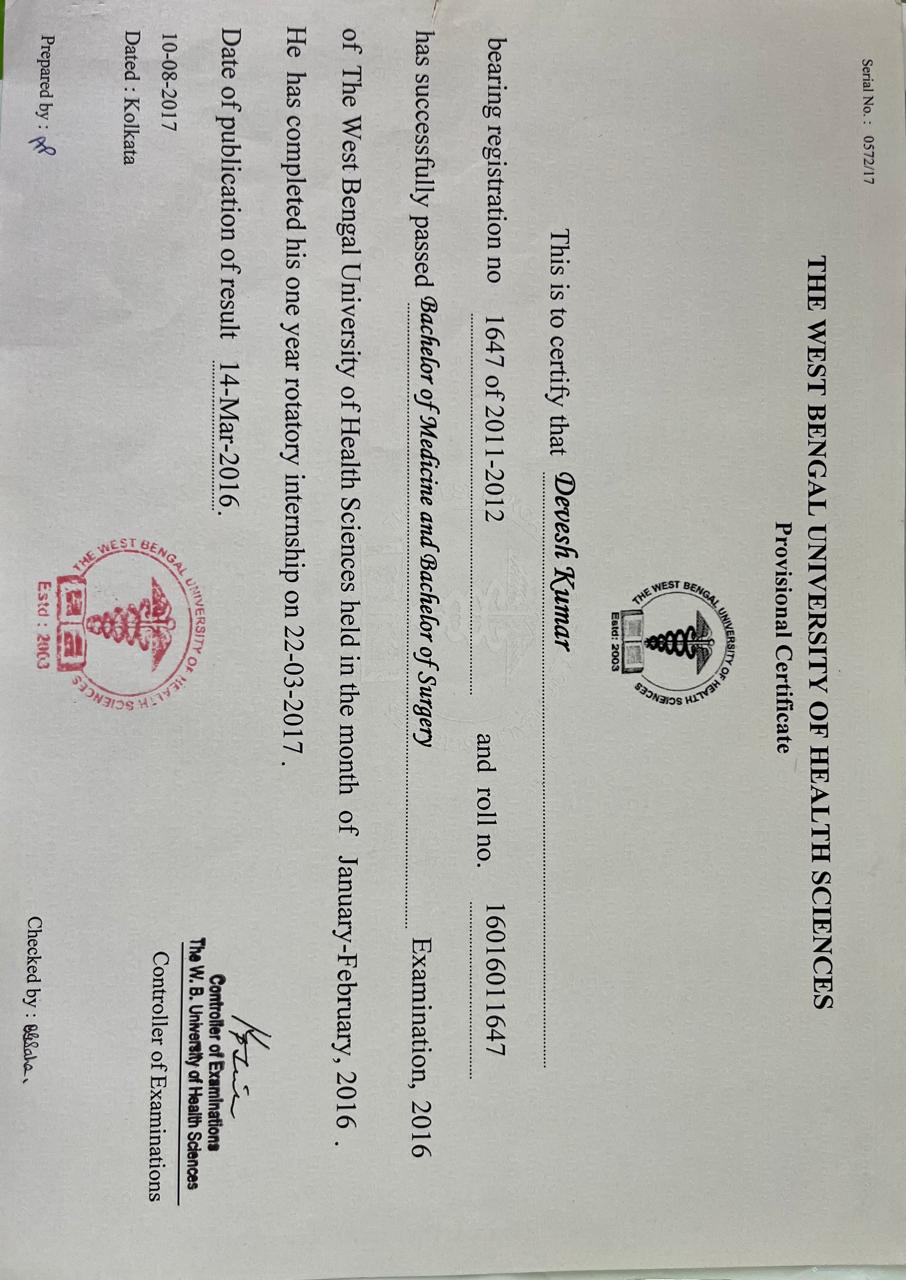 Serial No. : 0572/17
THE WEST BENGAL UNIVERSITY OF HEALTH SCIENCES
Provisional Certificate
THE WEST BENGAL UNIVERSITY OF HEALTH SCIENCES
Estd: 2003
This is to certify that Devesh Kumar
bearing registration no 1647 of 2011-2012 and roll no. 16016011647
has successfully passed Bachelor of Medicine and Bachelor of Surgery Examination, 2016
of The West Bengal University of Health Sciences held in the month of January-February, 2016 .
He has completed his one year rotatory internship on 22-03-2017 .
Date of publication of result 14-Mar-2016 .
THE WEST BENGAL UNIVERSITY OF HEALTH SCIENCES
Estd : 2003
Controller of Examinations
The W. B. University of Health Sciences
Controller of Examinations
10-08-2017
Dated : Kolkata
Prepared by :
Checked by :